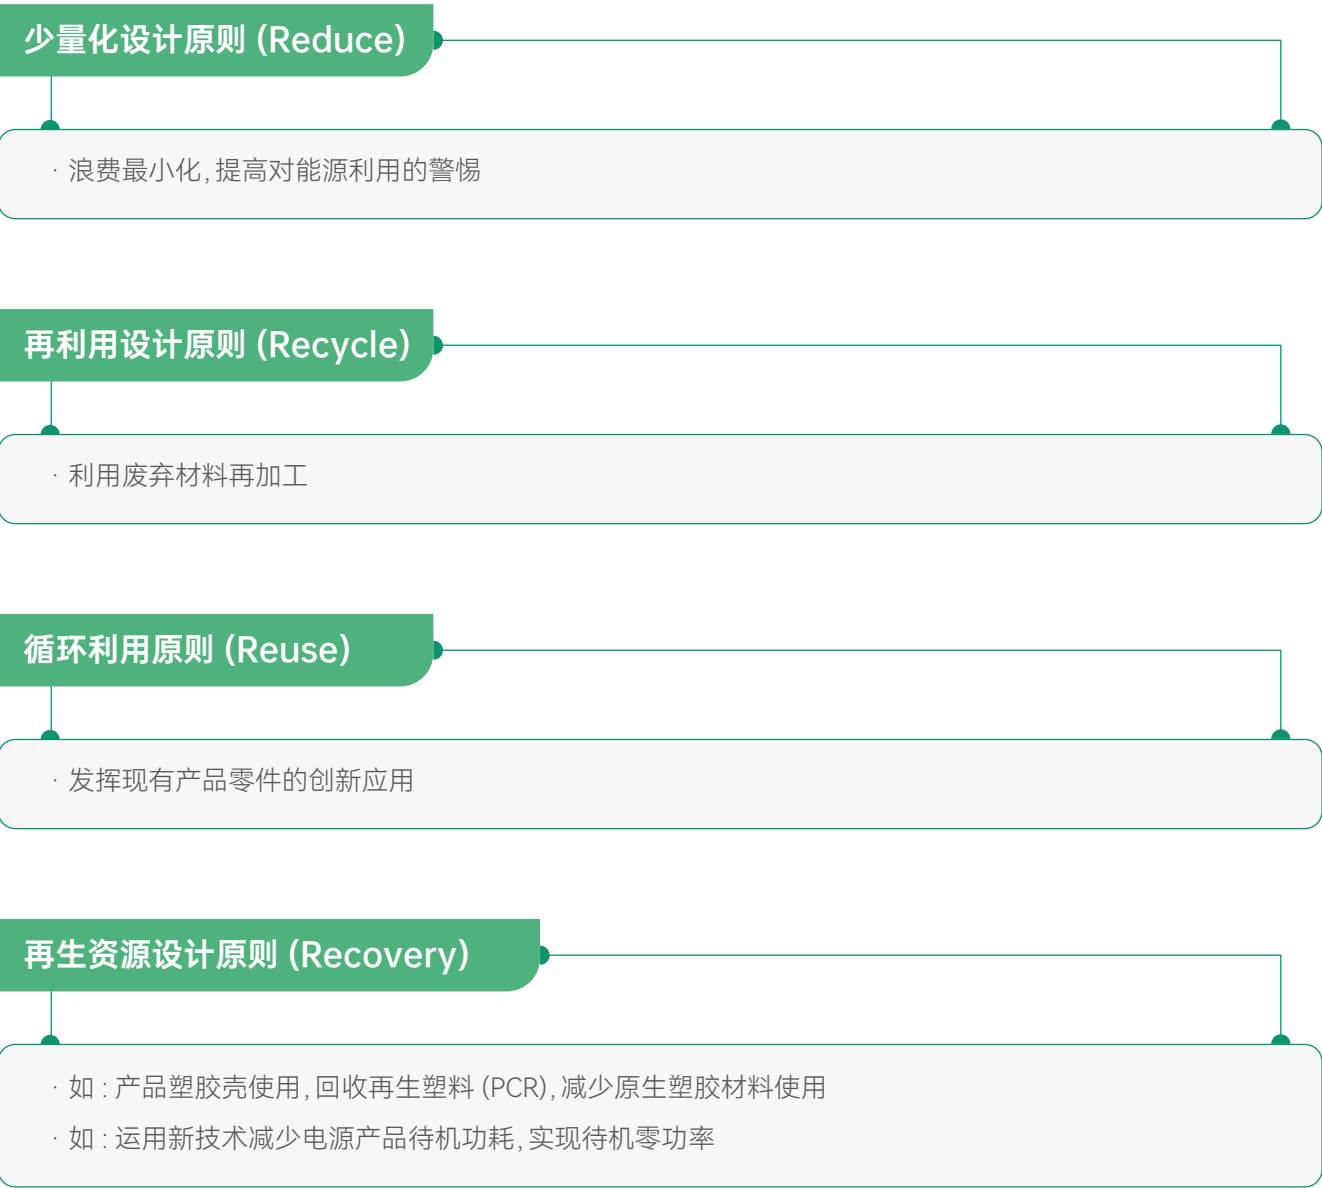 少量化设计原则 (Reduce)
· 浪费最小化, 提高对能源利用的警惕
再利用设计原则 (Recycle)
· 利用废弃材料再加工
循环利用原则 (Reuse)
· 发挥现有产品零件的创新应用
再生资源设计原则 (Recovery)
· 如 : 产品塑胶壳使用, 回收再生塑料 (PCR), 减少原生塑胶材料使用
· 如 : 运用新技术减少电源产品待机功耗, 实现待机零功率